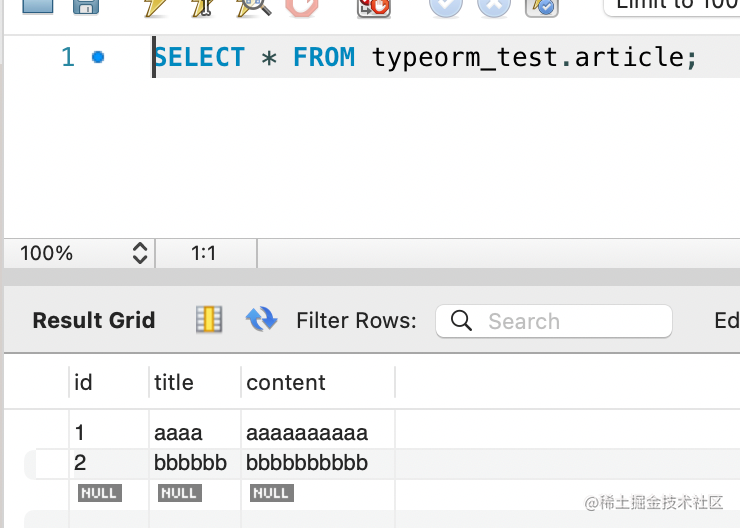 Limit to 100
1 SELECT * FROM typeorm_test.article;
100% 1:1
Result Grid Filter Rows: Search Ed
id title content
1 aaaa aaaaaaaaaa
2 bbbbbb bbbbbbbbbb
NULL NULL NULL
@稀土掘金技术社区